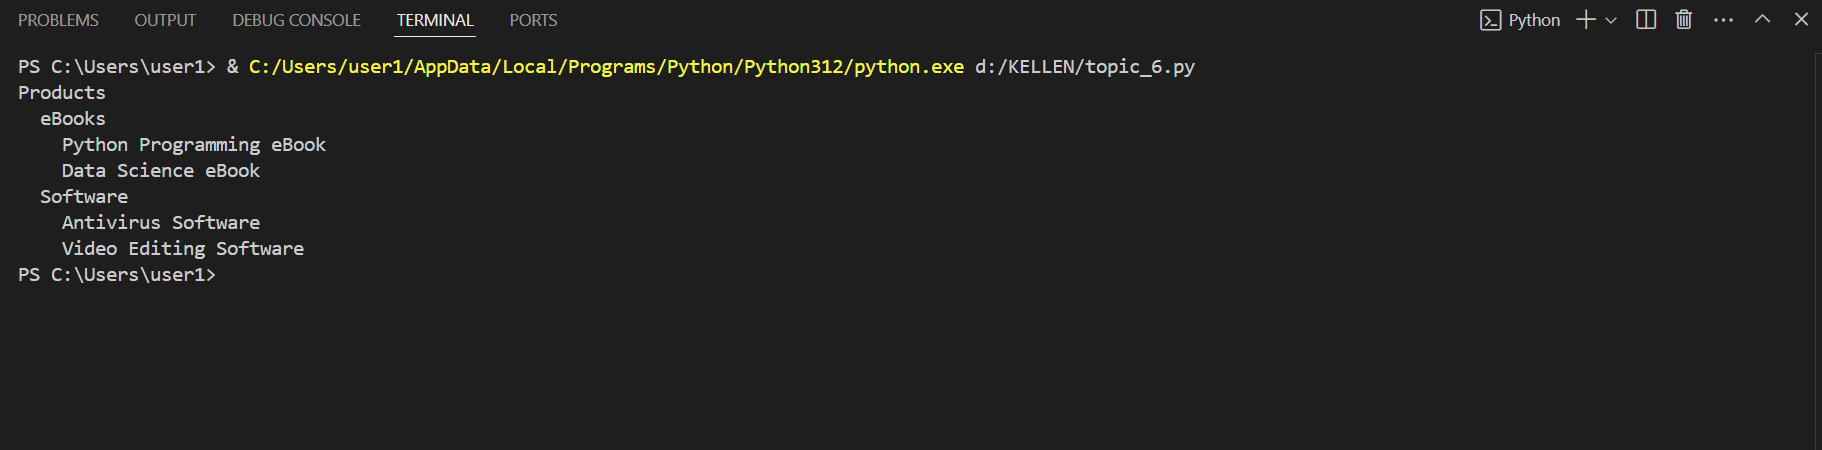 PROBLEMS OUTPUT DEBUG CONSOLE TERMINAL PORTS Python
PS C:\Users\user1> & C:/Users/user1/AppData/Local/Programs/Python/Python312/python.exe d:/KELLEN/topic_6.py
Products
  eBooks
    Python Programming eBook
    Data Science eBook
  Software
    Antivirus Software
    Video Editing Software
PS C:\Users\user1>